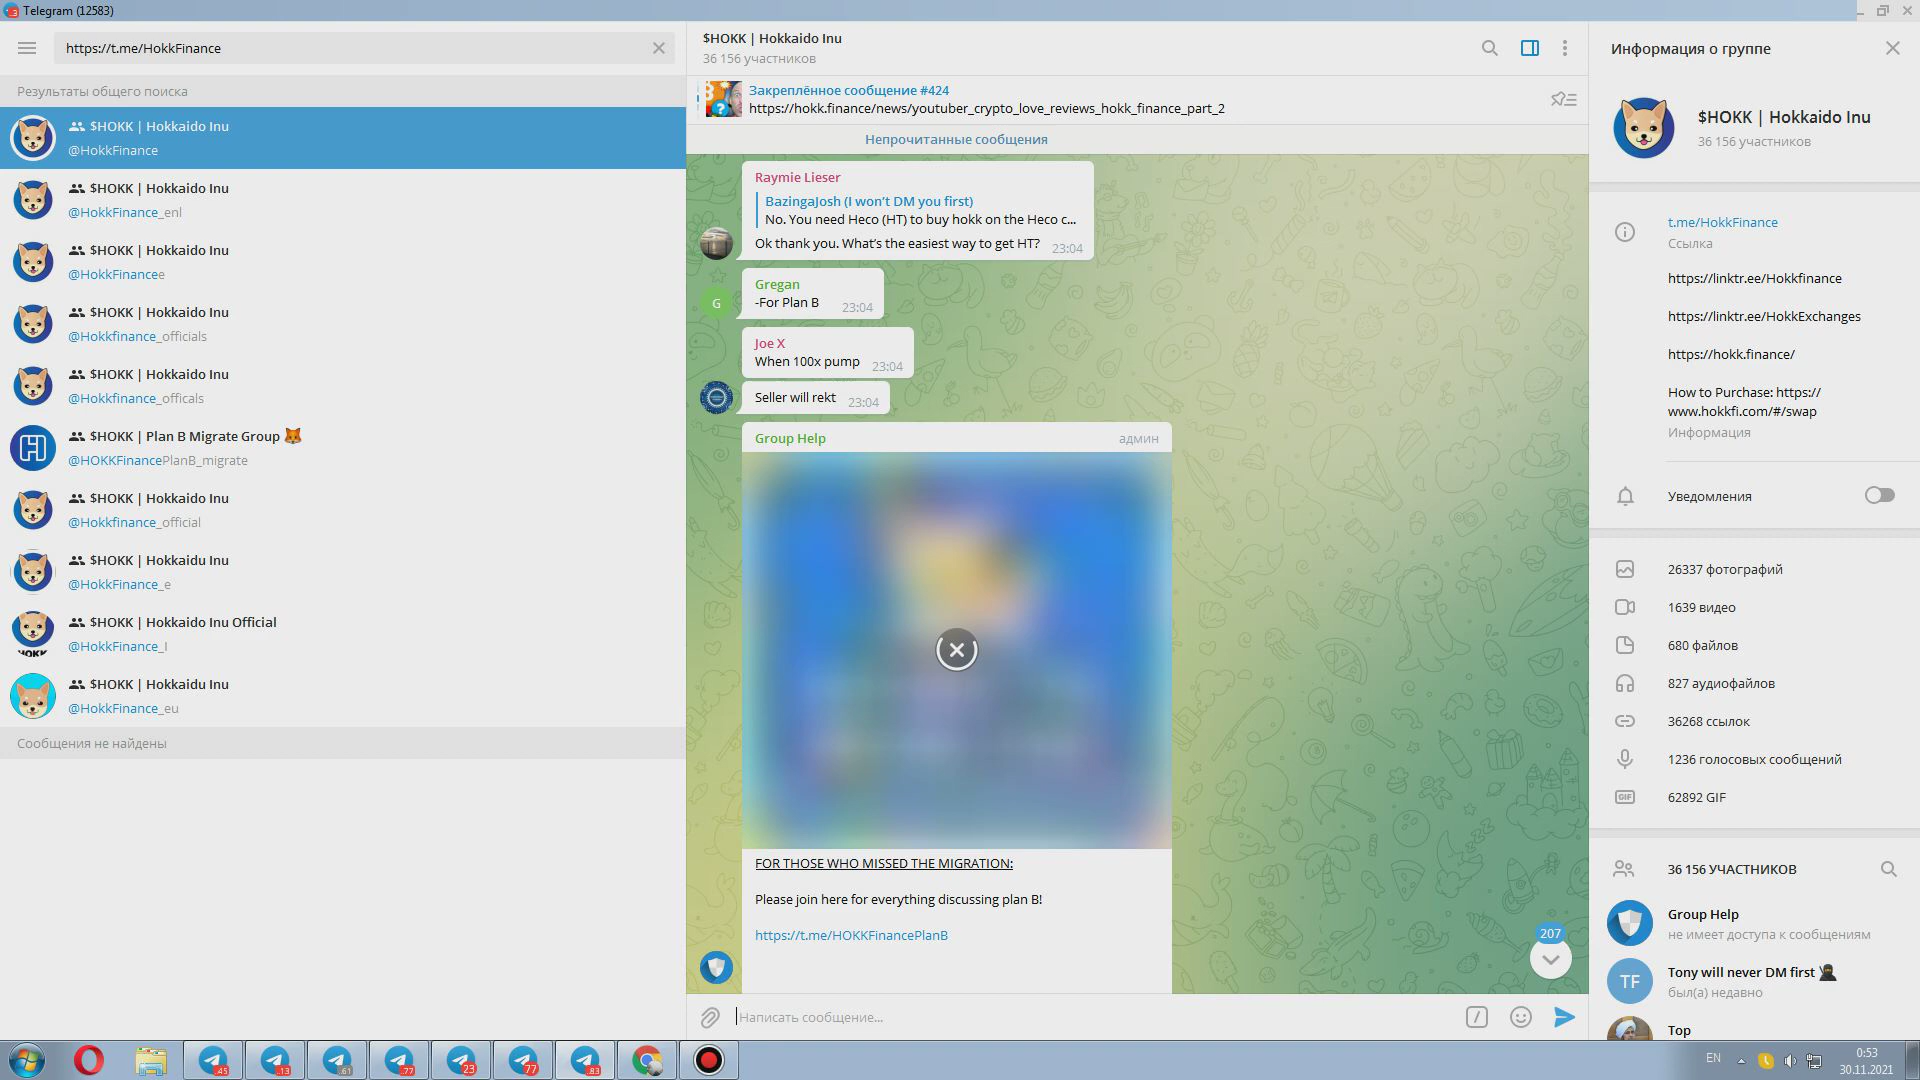 Telegram (12583)
https://t.me/HokkFinance
Результаты общего поиска
$HOKK | Hokkaido Inu
@HokkFinance
$HOKK | Hokkaido Inu
@HokkFinance_enl
$HOKK | Hokkaido Inu
@HokkFinancee
$HOKK | Hokkaido Inu
@Hokkfinance_officials
$HOKK | Hokkaido Inu
@Hokkfinance_officals
$HOKK | Plan B Migrate Group
@HOKKFinancePlanB_migrate
$HOKK | Hokkaido Inu
@Hokkfinance_official
$HOKK | Hokkaidu Inu
@HokkFinance_e
$HOKK | Hokkaido Inu Official
@HokkFinance_I
$HOKK | Hokkaidu Inu
@HokkFinance_eu
Сообщения не найдены
$HOKK | Hokkaido Inu
36 156 участников
Закреплённое сообщение #424
https://hokk.finance/news/youtuber_crypto_love_reviews_hokk_finance_part_2
Непрочитанные сообщения
Raymie Lieser
BazingaJosh (I won't DM you first)
No. You need Heco (HT) to buy hokk on the Heco c...
Ok thank you. What's the easiest way to get HT? 23:04
Gregan
G
-For Plan B 23:04
Joe X
When 100x pump 23:04
Seller will rekt 23:04
Group Help админ
FOR THOSE WHO MISSED THE MIGRATION:
Please join here for everything discussing plan B!
https://t.me/HOKKFinancePlanB
207
Написать сообщение...
Информация о группе
$HOKK | Hokkaido Inu
36 156 участников
t.me/HokkFinance
Ссылка
https://linktr.ee/Hokkfinance
https://linktr.ee/HokkExchanges
https://hokk.finance/
How to Purchase: https://
www.hokkfi.com/#/swap
Информация
Уведомления
26337 фотографий
1639 видео
680 файлов
827 аудиофайлов
36268 ссылок
1236 голосовых сообщений
GIF 62892 GIF
36 156 УЧАСТНИКОВ
Group Help
не имеет доступа к сообщениям
TF
Tony will never DM first
был(а) недавно
Top
.45
.13
.61
.77
23
77
.83
EN
0:53
30.11.2021